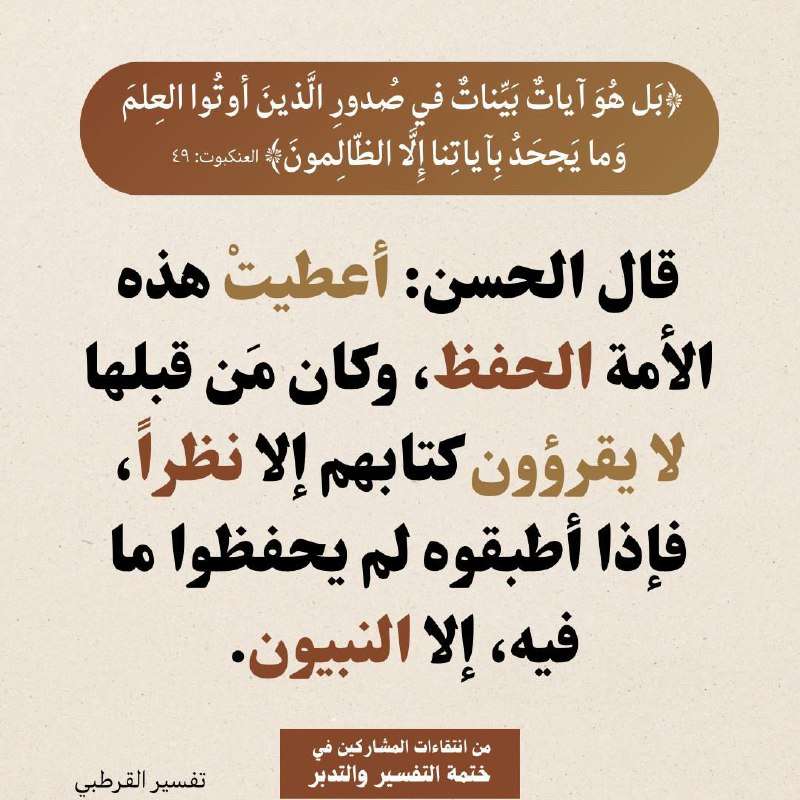 ﴿بَل هُوَ آياتٌ بَيِّناتٌ في صُدورِ الَّذينَ أوتُوا العِلمَ
وَما يَجحَدُ بِآياتِنا إِلَّا الظّالِمونَ﴾ العنكبوت: ٤٩
قال الحسن: أعطيتْ هذه
الأمة الحفظ، وكان مَن قبلها
لا يقرؤون كتابهم إلا نظراً،
فإذا أطبقوه لم يحفظوا ما
فيه، إلا النبيون.
من انتقاءات المشاركين في
ختمة التفسير والتدبر
تفسير القرطبي